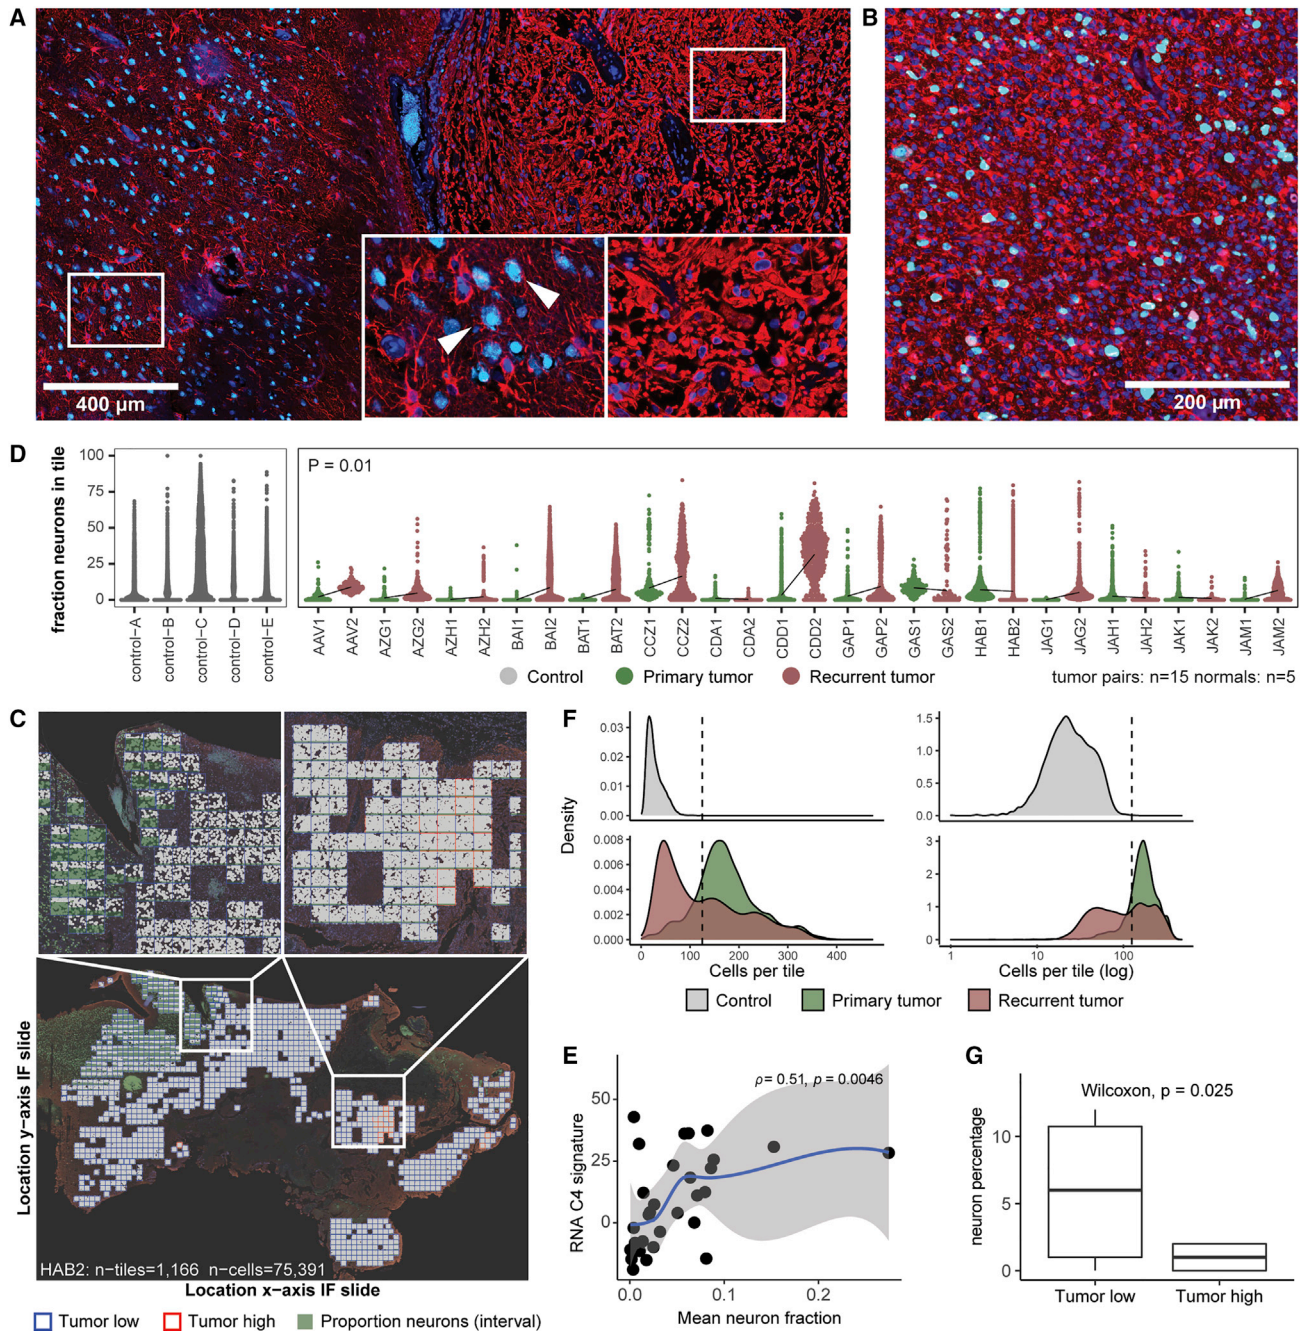 A
B
400 µm
200 µm
D
fraction neurons in tile
100
75
50
25
0
P = 0.01
control-A
control-B
control-C
control-D
control-E
AAV1
AAV2
AZG1
AZG2
AZH1
AZH2
BAI1
BAI2
BAT1
BAT2
CCZ1
CCZ2
CDA1
CDA2
CDD1
CDD2
GAP1
GAP2
GAS1
GAS2
HAB1
HAB2
JAG1
JAG2
JAH1
JAH2
JAK1
JAK2
JAM1
JAM2
Control
Primary tumor
Recurrent tumor
tumor pairs: n=15 normals: n=5
C
Location y-axis IF slide
HAB2: n-tiles=1,166 n-cells=75,391
Location x-axis IF slide
Tumor low
Tumor high
Proportion neurons (interval)
F
Density
0.03
0.02
0.01
0.00
0.008
0.006
0.004
0.002
0.000
0
100
200
300
400
Cells per tile
1.5
1.0
0.5
0.0
3
2
1
0
1
10
100
Cells per tile (log)
Control
Primary tumor
Recurrent tumor
E
RNA C4 signature
50
25
0
ρ= 0.51, p = 0.0046
0.0
0.1
0.2
Mean neuron fraction
G
neuron percentage
10
5
0
Wilcoxon, p = 0.025
Tumor low
Tumor high